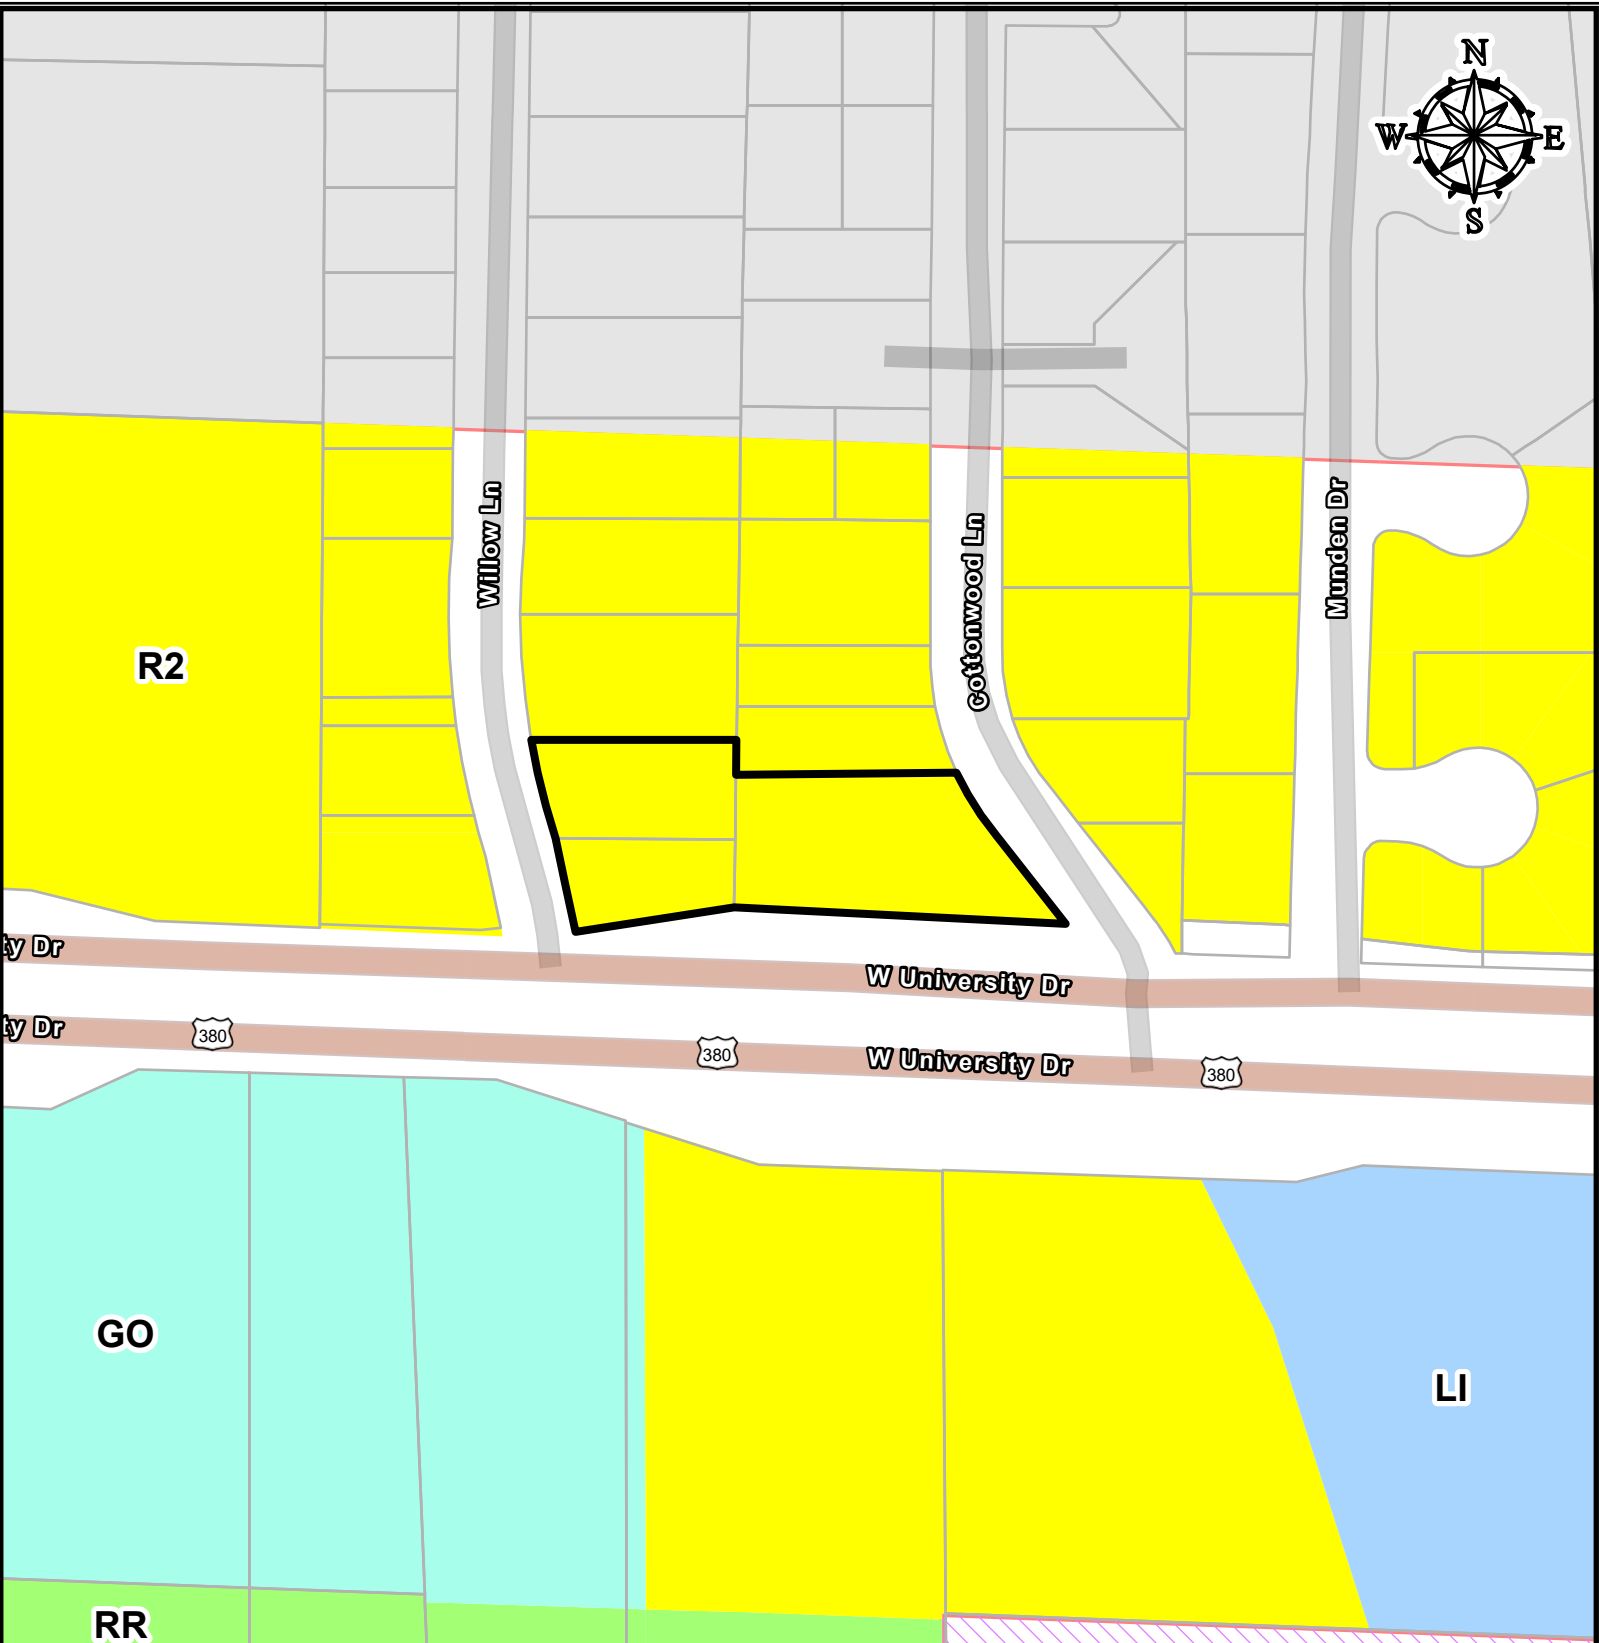 N
W E
S
Willow Ln
Cottonwood Ln
Munden Dr
R2
ty Dr
W University Dr
ty Dr
380
380
W University Dr
380
GO
LI
RR